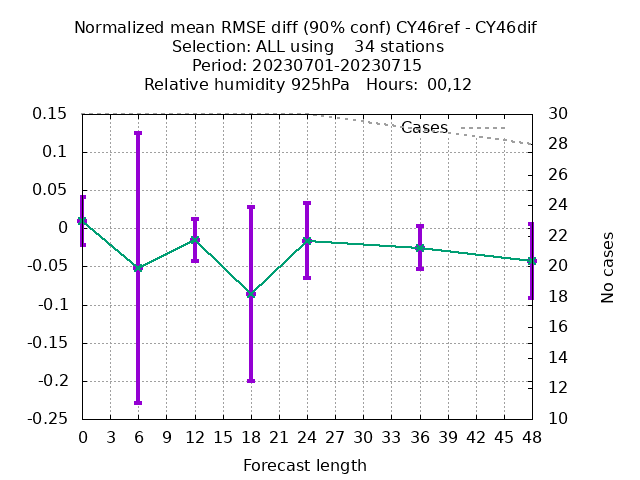 Normalized mean RMSE diff (90% conf) CY46ref - CY46dif
Selection: ALL using    34 stations
Period: 20230701-20230715
Relative humidity 925hPa   Hours:  00,12
0.15
0.1
0.05
0
-0.05
-0.1
-0.15
-0.2
-0.25
Cases
30
28
26
24
22
20
18
16
14
12
10
No cases
0 3 6 9 12 15 18 21 24 27 30 33 36 39 42 45 48
Forecast length